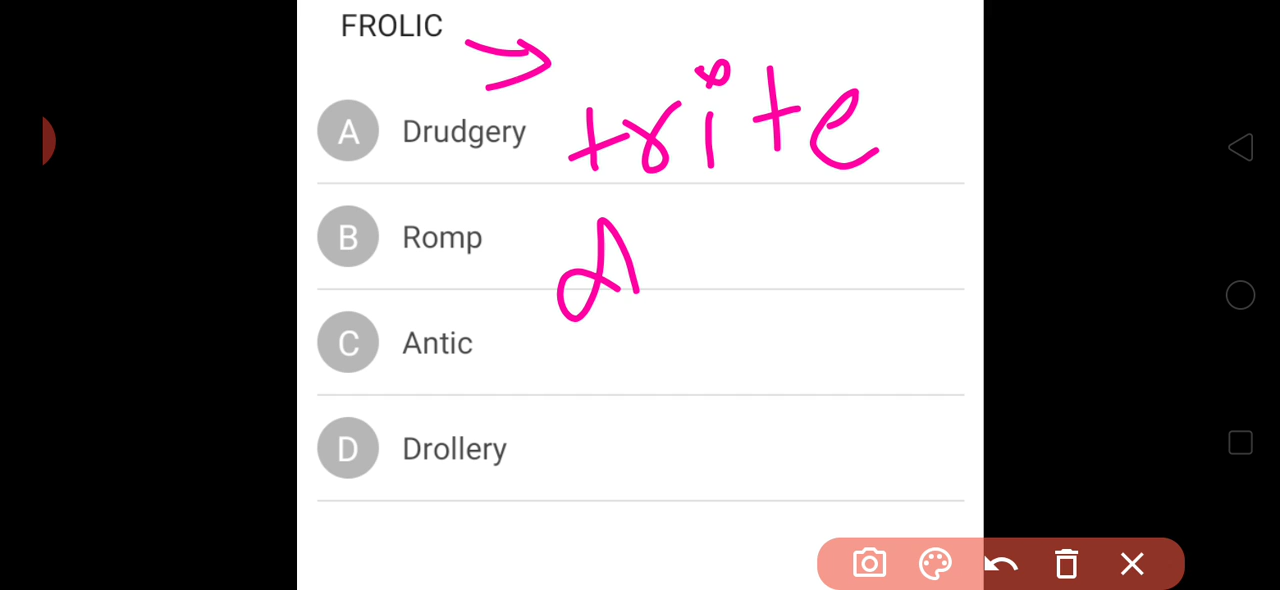 FROLIC
A Drudgery trite
B Romp
C Antic
D Drollery